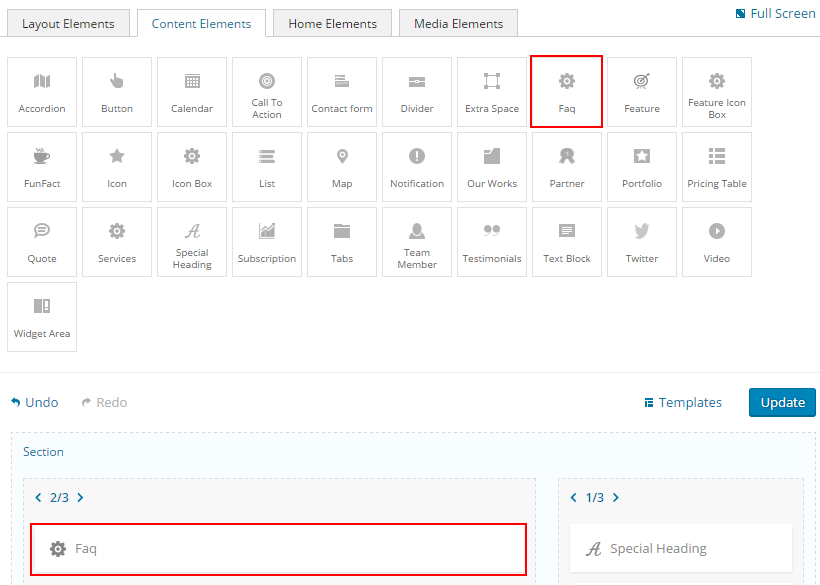 Layout Elements Content Elements Home Elements Media Elements Full Screen
Accordion Button Calendar Call To Action Contact form Divider Extra Space Faq Feature Feature Icon Box
FunFact Icon Icon Box List Map Notification Our Works Partner Portfolio Pricing Table
Quote Services Special Heading Subscription Tabs Team Member Testimonials Text Block Twitter Video
Widget Area
Undo Redo Templates Update
Section
2/3 1/3
Faq Special Heading